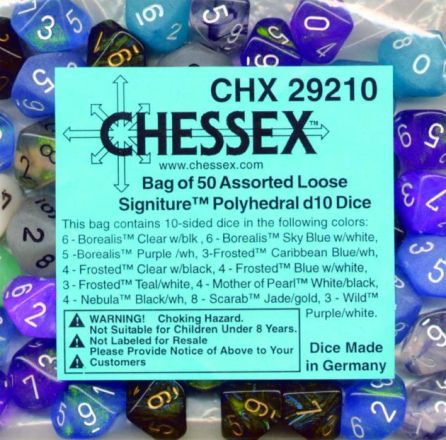 CHX 29210
CHESSEX™
www.chessex.com
Bag of 50 Assorted Loose
Signiture™ Polyhedral d10 Dice
This bag contains 10-sided dice in the following colors:
6 - Borealis™ Clear w/blk , 6 - Borealis™ Sky Blue w/white,
5 -Borealis™ Purple /wh, 3-Frosted™ Caribbean Blue/wh,
4 - Frosted™ Clear w/black, 4 - Frosted™ Blue w/white,
3 - Frosted™ Teal/white, 4 - Mother of Pearl™ White/black,
4 - Nebula™ Black/wh, 8 - Scarab™ Jade/gold, 3 - Wild™
Purple/white.
WARNING! Choking Hazard.
Not Suitable for Children Under 8 Years.
Not Labeled for Resale
Please Provide Notice of Above to Your
Customers
Dice Made
in Germany